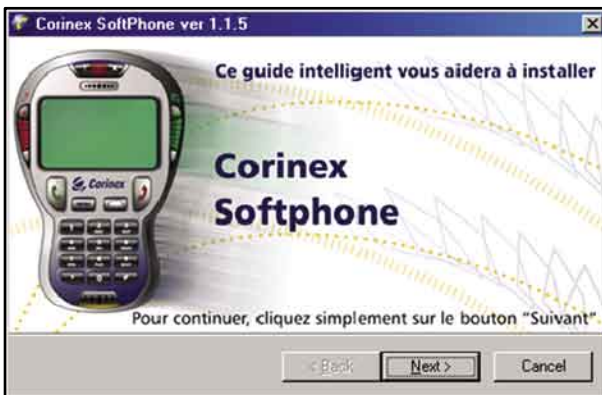 Corinex SoftPhone ver 1.1.5
Ce guide intelligent vous aidera à installer
Corinex
Corinex
Softphone
Pour continuer, cliquez simplement sur le bouton "Suivant"
< Back
Next >
Cancel